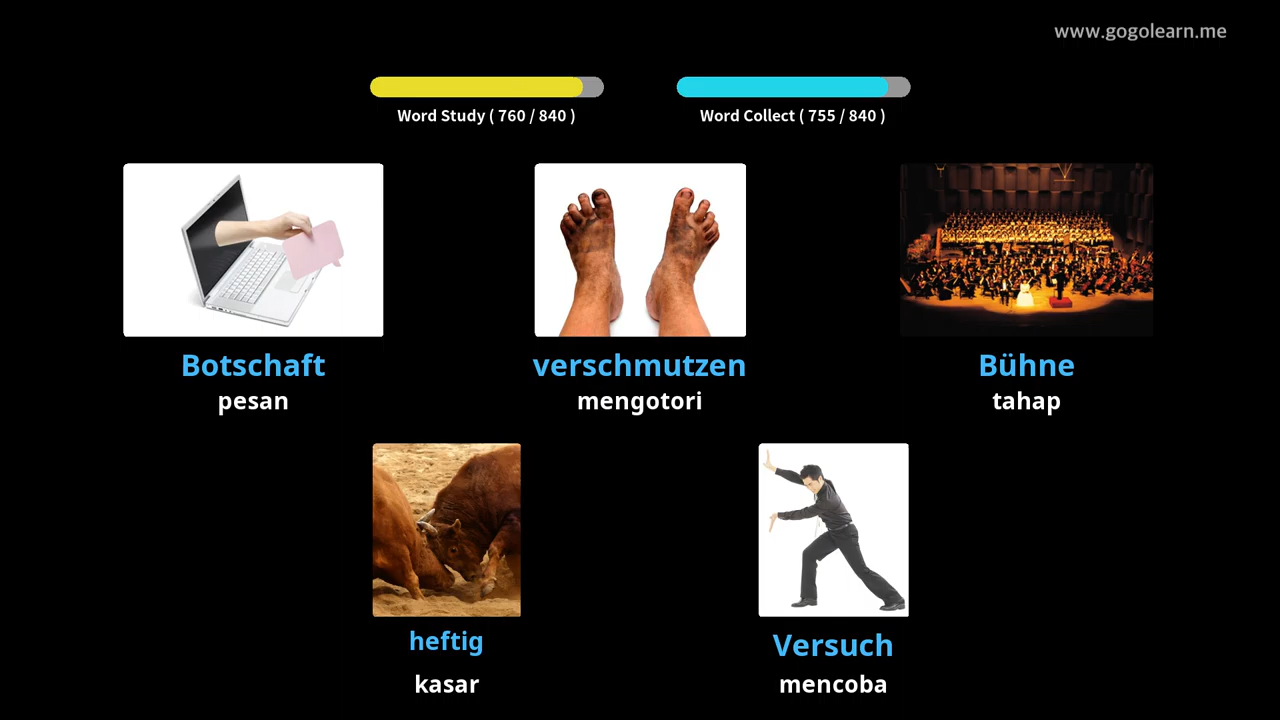 www.gogolearn.me
Word Study ( 760 / 840 )
Word Collect ( 755 / 840 )
Botschaft
pesan
verschmutzen
mengotori
Bühne
tahap
heftig
kasar
Versuch
mencoba